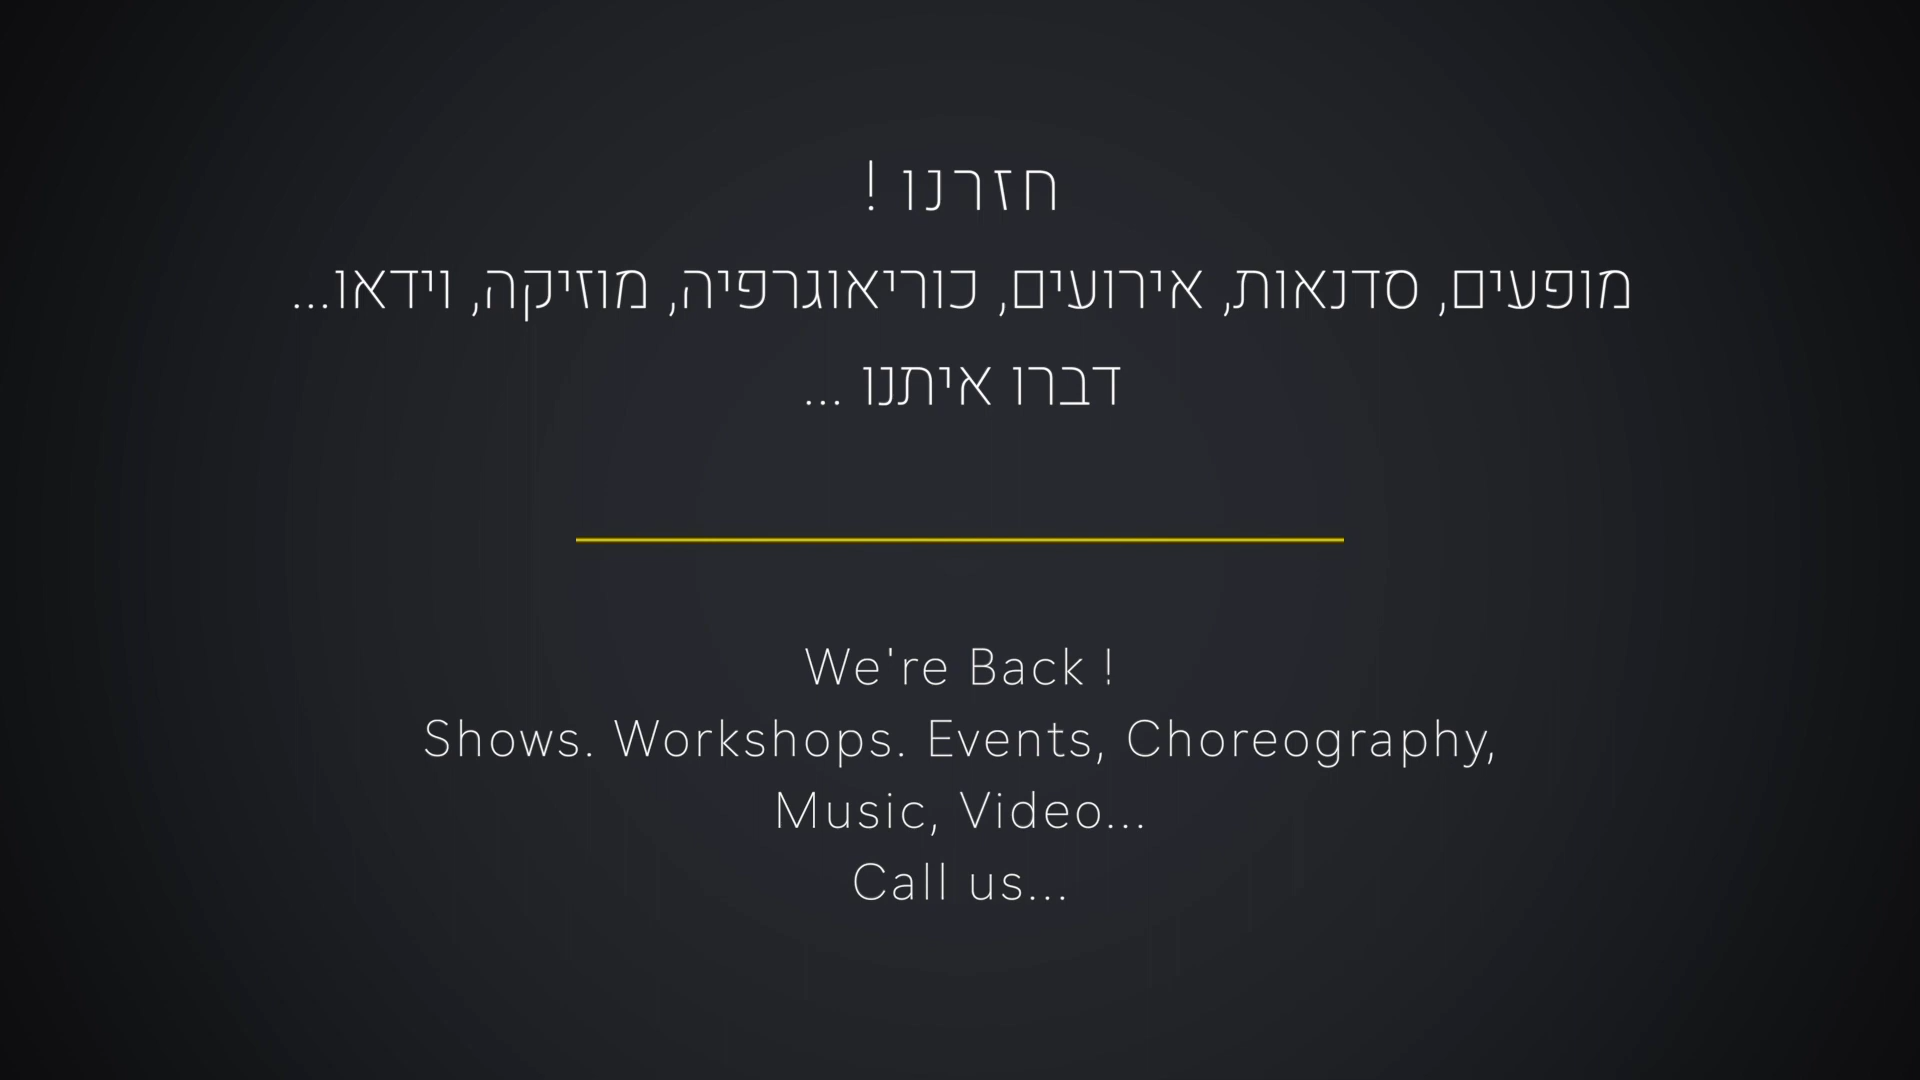 חזרנו !
מופעים, סדנאות, אירועים, כוריאוגרפיה, מוזיקה, וידאו...
דברו איתנו ...
We're Back !
Shows. Workshops. Events, Choreography,
Music, Video...
Call us...